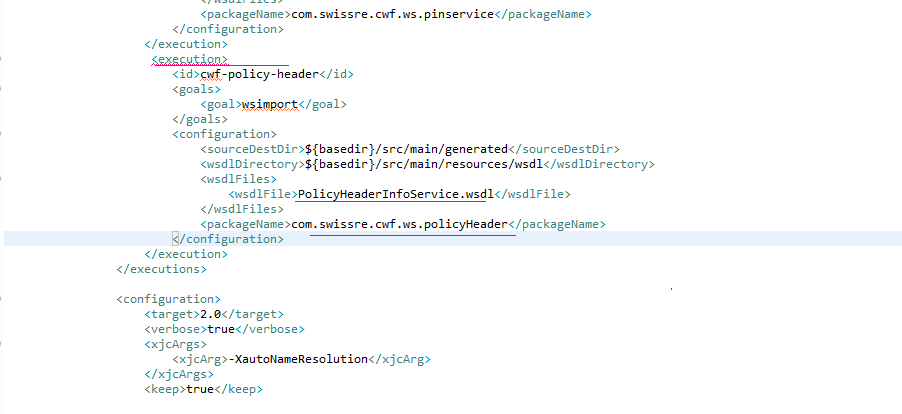 </wsdlFiles>
<packageName>com.swissre.cwf.ws.pinservice</packageName>
</configuration>
</execution>
<execution>
<id>cwf-policy-header</id>
<goals>
<goal>wsimport</goal>
</goals>
<configuration>
<sourceDestDir>${basedir}/src/main/generated</sourceDestDir>
<wsdlDirectory>${basedir}/src/main/resources/wsdl</wsdlDirectory>
<wsdlFiles>
<wsdlFile>PolicyHeaderInfoService.wsdl</wsdlFile>
</wsdlFiles>
<packageName>com.swissre.cwf.ws.policyHeader</packageName>
</configuration>
</execution>
</executions>
<configuration>
<target>2.0</target>
<verbose>true</verbose>
<xjcArgs>
<xjcArg>-XautoNameResolution</xjcArg>
</xjcArgs>
<keep>true</keep>